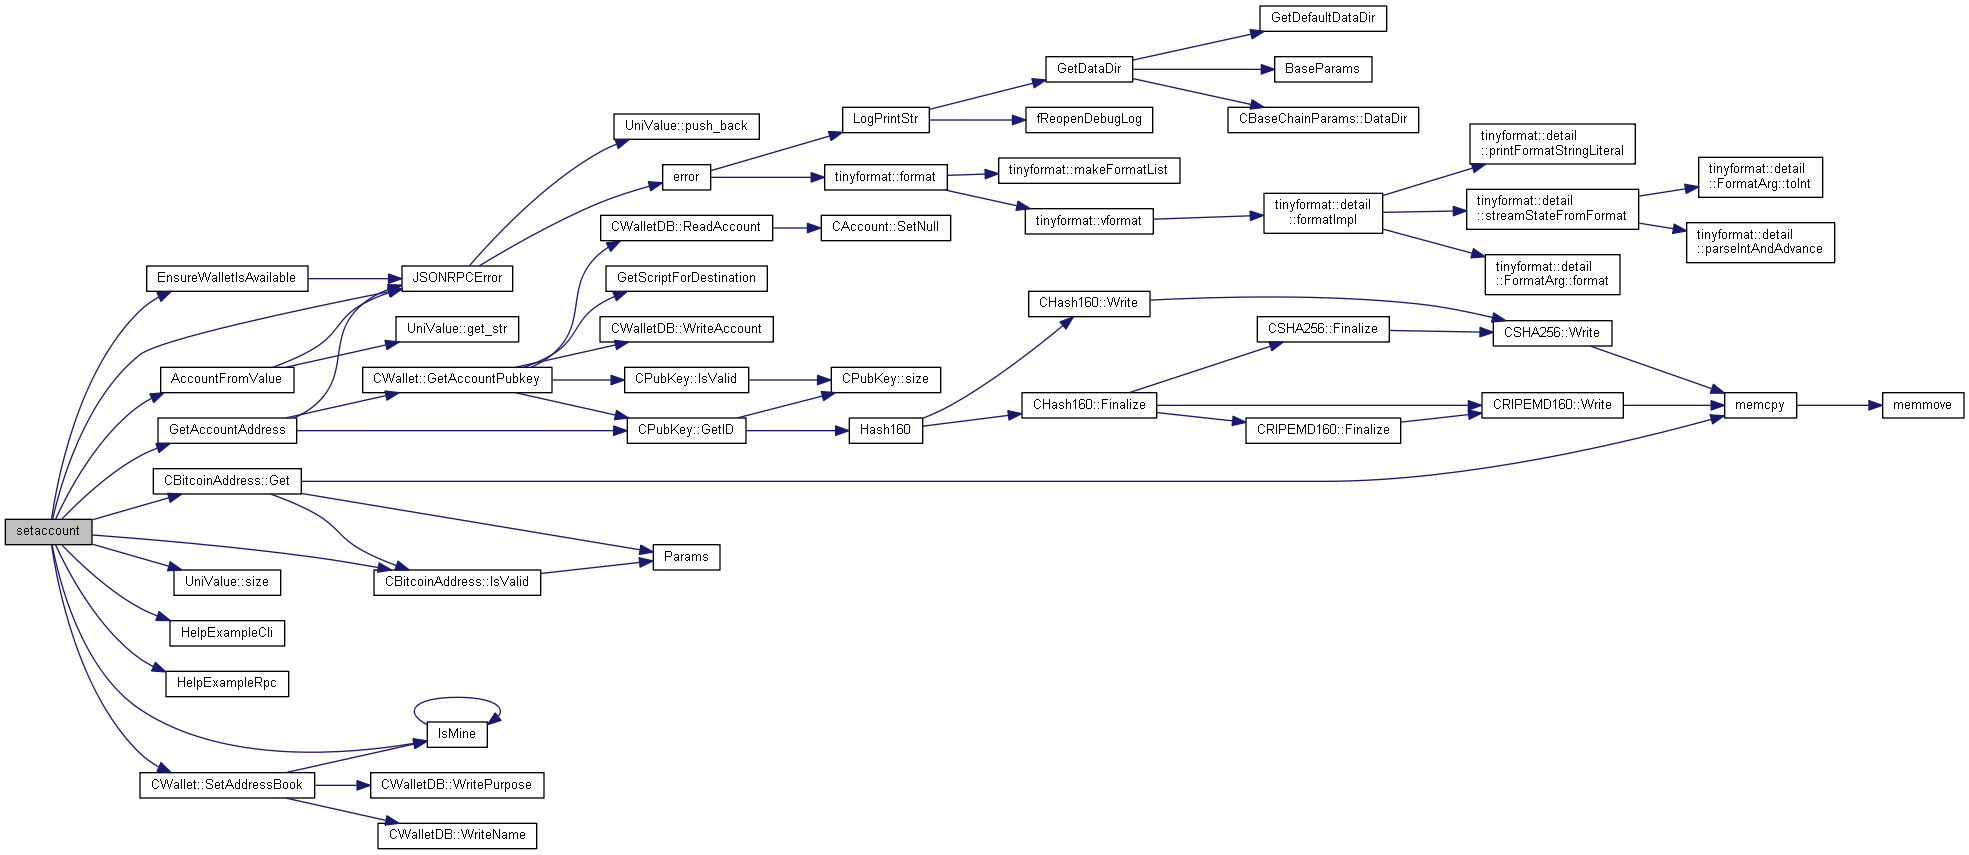 GetDefaultDataDir
GetDataDir
BaseParams
LogPrintStr
CBaseChainParams::DataDir
fReopenDebugLog
UniValue::push_back
tinyformat::detail
::printFormatStringLiteral
error
tinyformat::format
tinyformat::makeFormatList
tinyformat::detail
::FormatArg::toInt
tinyformat::vformat
tinyformat::detail
::formatImpl
tinyformat::detail
::streamStateFromFormat
tinyformat::detail
::parseIntAndAdvance
tinyformat::detail
::FormatArg::format
CWalletDB::ReadAccount
CAccount::SetNull
EnsureWalletIsAvailable
JSONRPCError
GetScriptForDestination
UniValue::get_str
CWalletDB::WriteAccount
CHash160::Write
CSHA256::Finalize
CSHA256::Write
AccountFromValue
CWallet::GetAccountPubkey
CPubKey::IsValid
CPubKey::size
GetAccountAddress
CPubKey::GetID
Hash160
CHash160::Finalize
CRIPEMD160::Write
CRIPEMD160::Finalize
memcpy
memmove
CBitcoinAddress::Get
setaccount
Params
UniValue::size
CBitcoinAddress::IsValid
HelpExampleCli
HelpExampleRpc
IsMine
CWallet::SetAddressBook
CWalletDB::WritePurpose
CWalletDB::WriteName